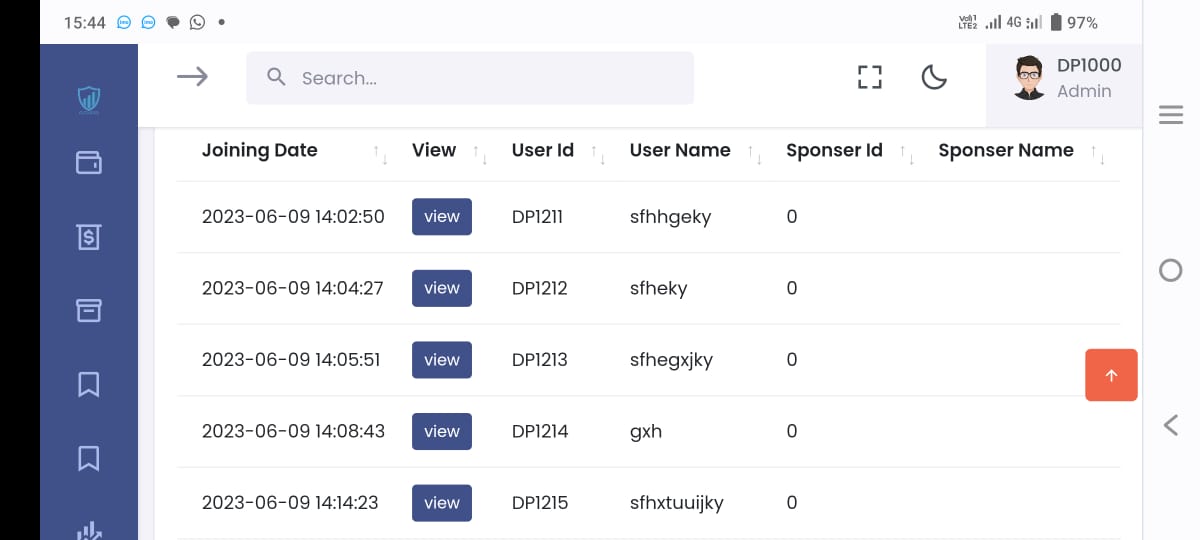 15:44 Vo)) 1 LTE2 4G 97%
Search... DP1000
Admin
Joining Date View User Id User Name Sponser Id Sponser Name
2023-06-09 14:02:50 view DP1211 sfhhgeky 0
2023-06-09 14:04:27 view DP1212 sfheky 0
2023-06-09 14:05:51 view DP1213 sfhegxjky 0
2023-06-09 14:08:43 view DP1214 gxh 0
2023-06-09 14:14:23 view DP1215 sfhxtuuijky 0